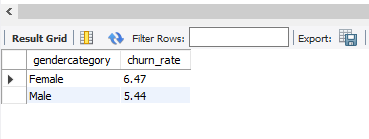 Result Grid Filter Rows: Export:
gendercategory churn_rate
Female 6.47
Male 5.44